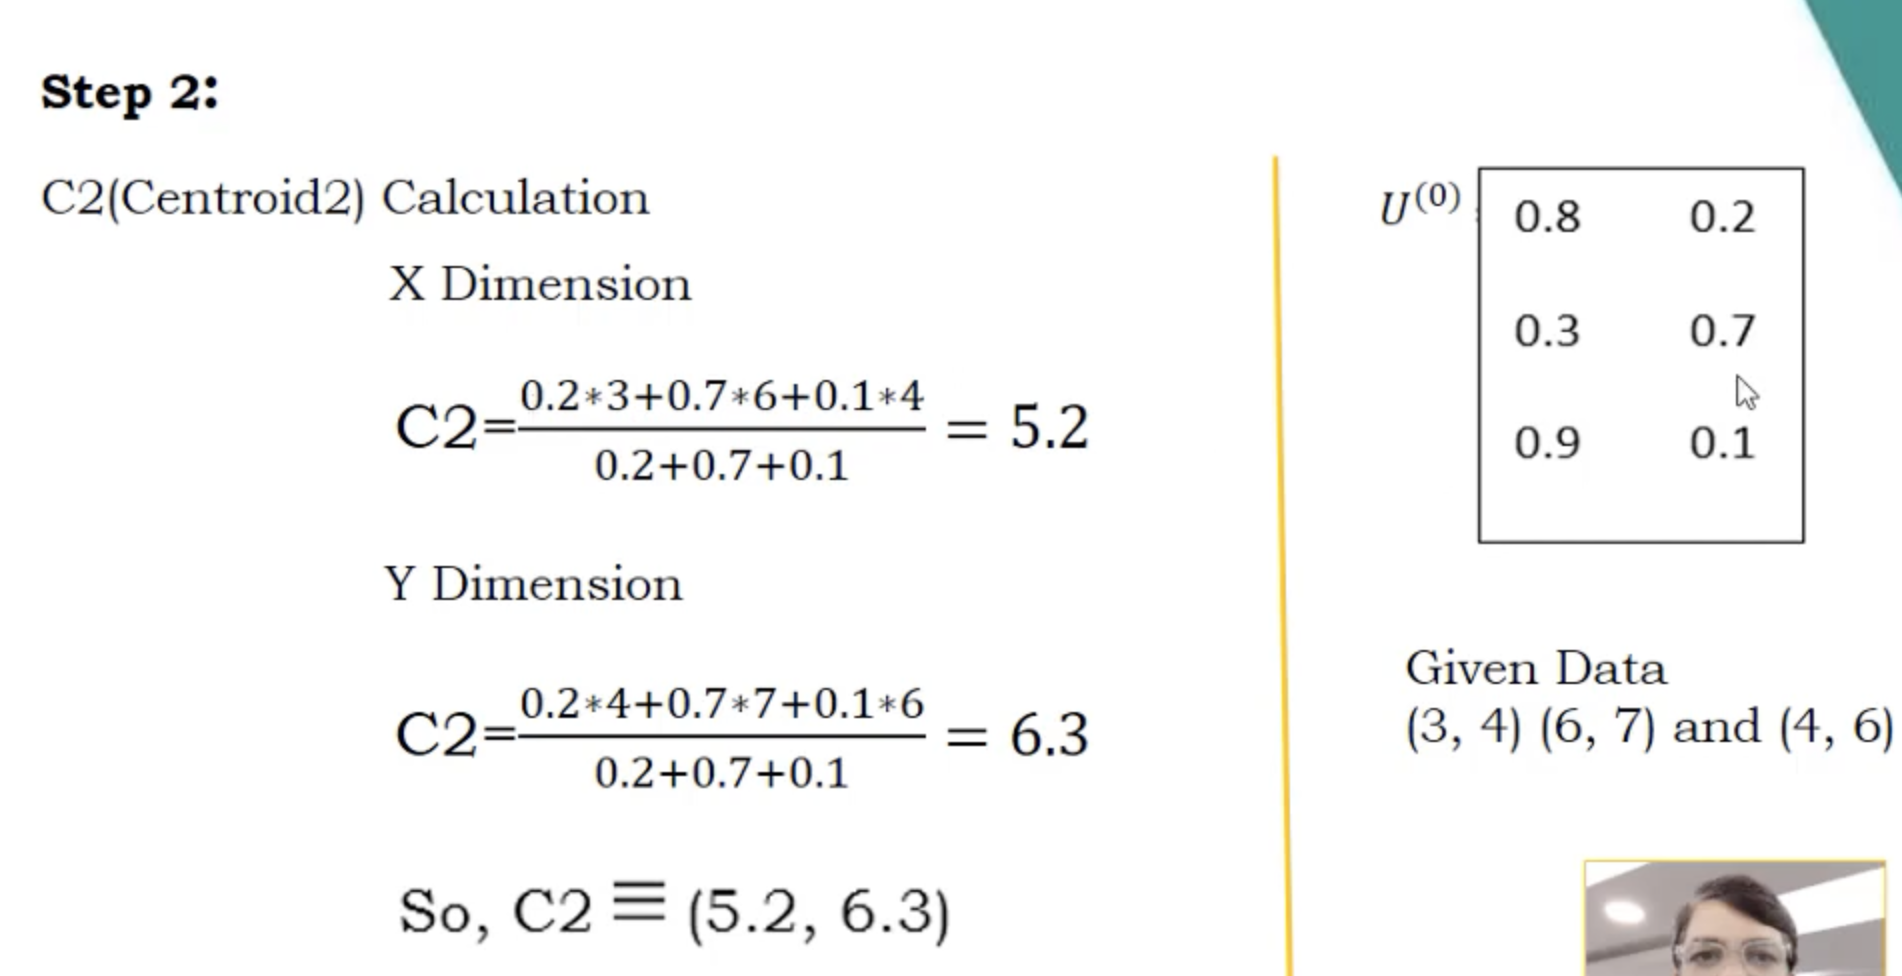 Step 2:
C2(Centroid2) Calculation
X Dimension
C2=
0.2*3+0.7*6+0.1*4
0.2+0.7+0.1
= 5.2
Y Dimension
C2=
0.2*4+0.7*7+0.1*6
0.2+0.7+0.1
= 6.3
So, C2 ≡ (5.2, 6.3)
U(0)
0.8 0.2
0.3 0.7
0.9 0.1
Given Data
(3, 4) (6, 7) and (4, 6)